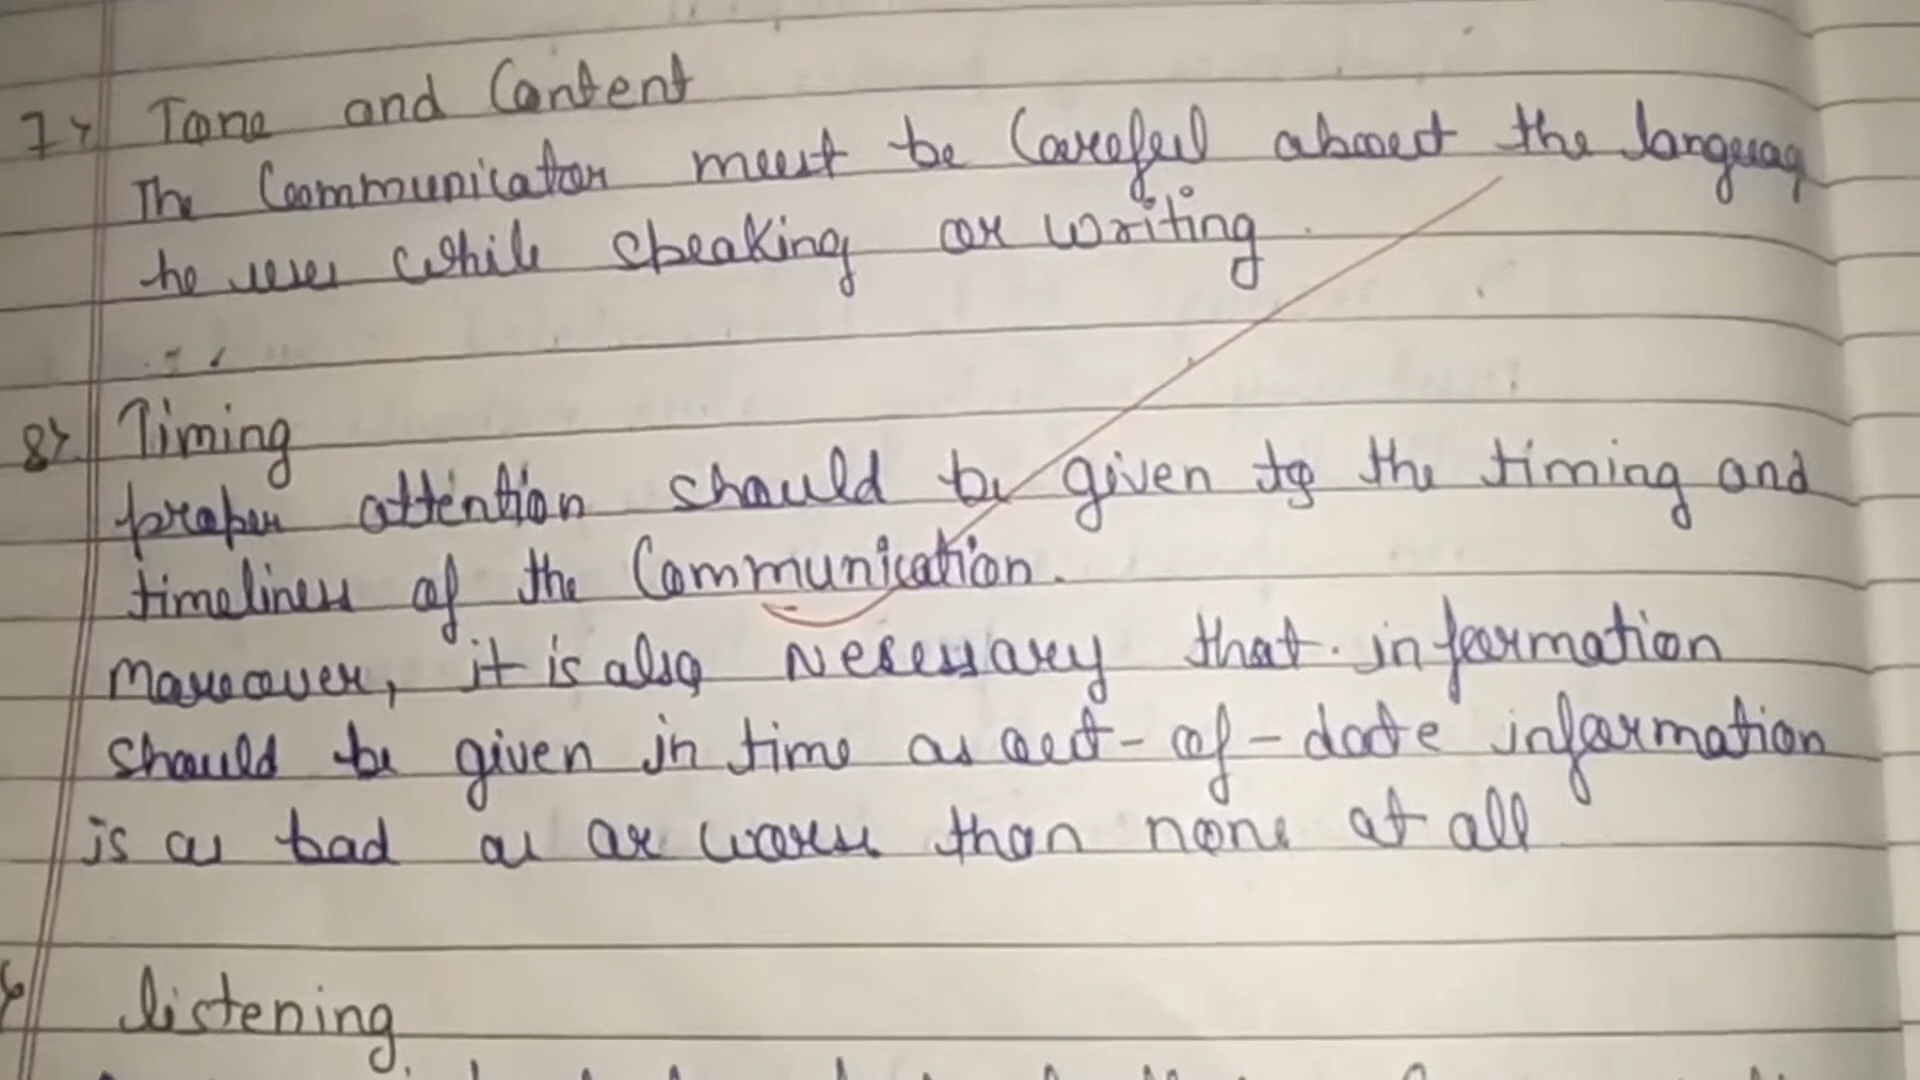 7> Tone and Content
The Communicator must be Careful about the languag
he uses while speaking or writing
8> Timing
proper attention should be given to the timing and
timeliness of the Communication.
Moreover, it is also Necessary that information
should be given in time as out-of-date information
is as bad as or worse than none at all
listening